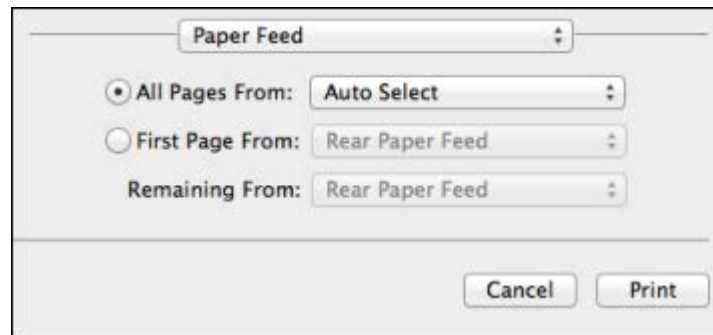 Paper Feed
All Pages From: Auto Select
First Page From: Rear Paper Feed
Remaining From: Rear Paper Feed
Cancel Print